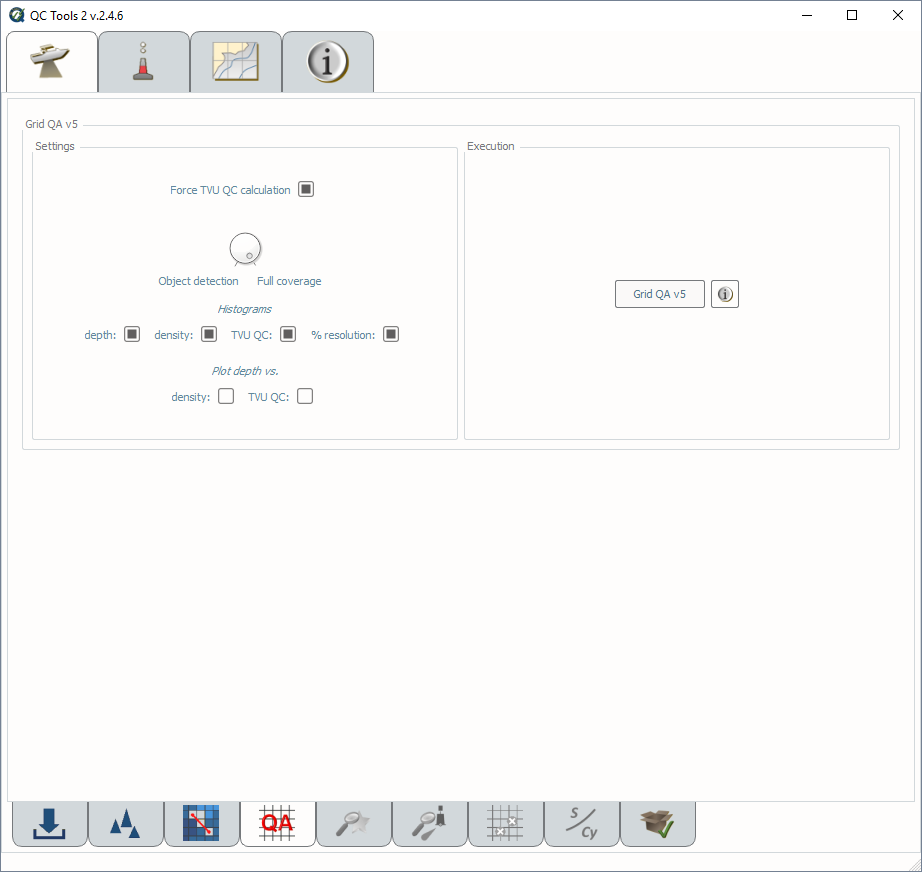 QC Tools 2 v.2.4.6
Grid QA v5
Settings
Execution
Force TVU QC calculation
Object detection Full coverage
Grid QA v5
Histograms
depth: density: TVU QC: % resolution:
Plot depth vs.
density: TVU QC:
QA
S/Cy